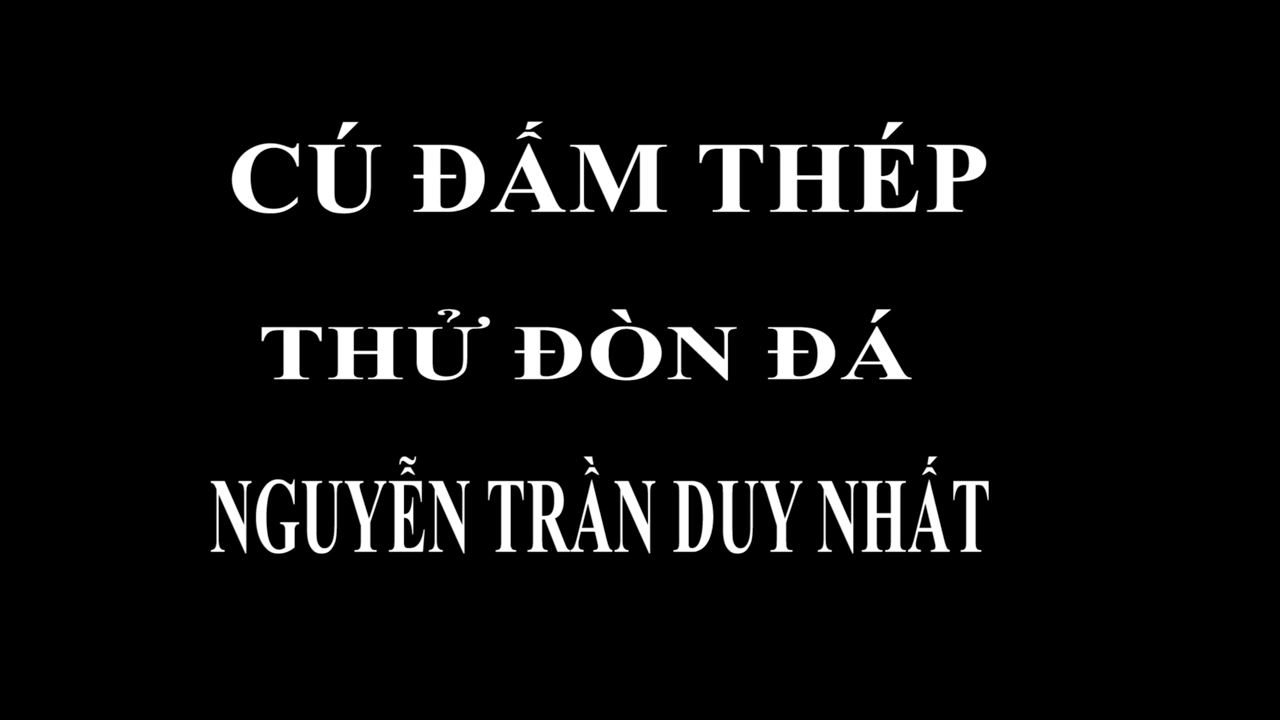 CÚ ĐẤM THÉP
THỬ ĐÒN ĐÁ
NGUYỄN TRẦN DUY NHẤT